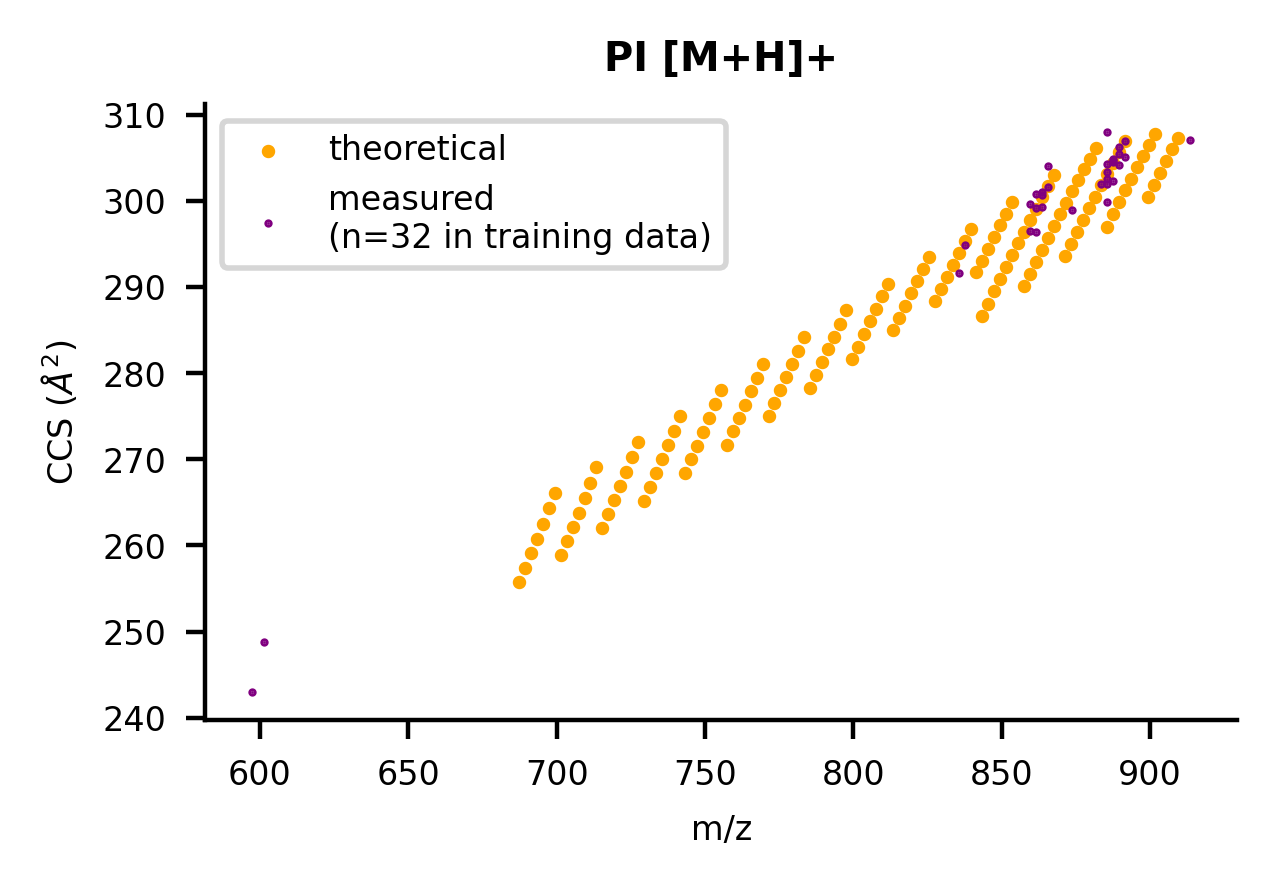 PI [M+H]+
theoretical
measured
(n=32 in training data)
CCS (Å²)
310
300
290
280
270
260
250
240
600
650
700
750
800
850
900
m/z